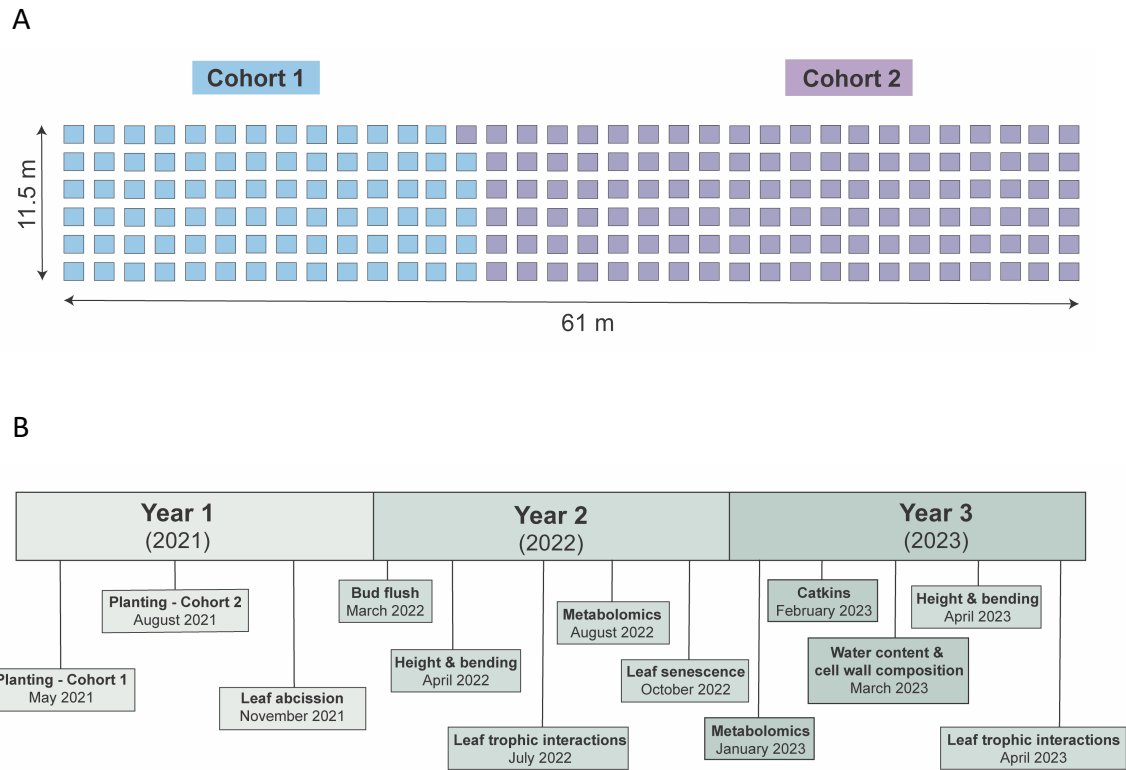 A
Cohort 1
Cohort 2
11.5 m
61 m
B
Year 1
(2021)
Year 2
(2022)
Year 3
(2023)
Planting - Cohort 1
May 2021
Planting - Cohort 2
August 2021
Leaf abcission
November 2021
Bud flush
March 2022
Height & bending
April 2022
Leaf trophic interactions
July 2022
Metabolomics
August 2022
Leaf senescence
October 2022
Metabolomics
January 2023
Catkins
February 2023
Water content &
cell wall composition
March 2023
Height & bending
April 2023
Leaf trophic interactions
April 2023